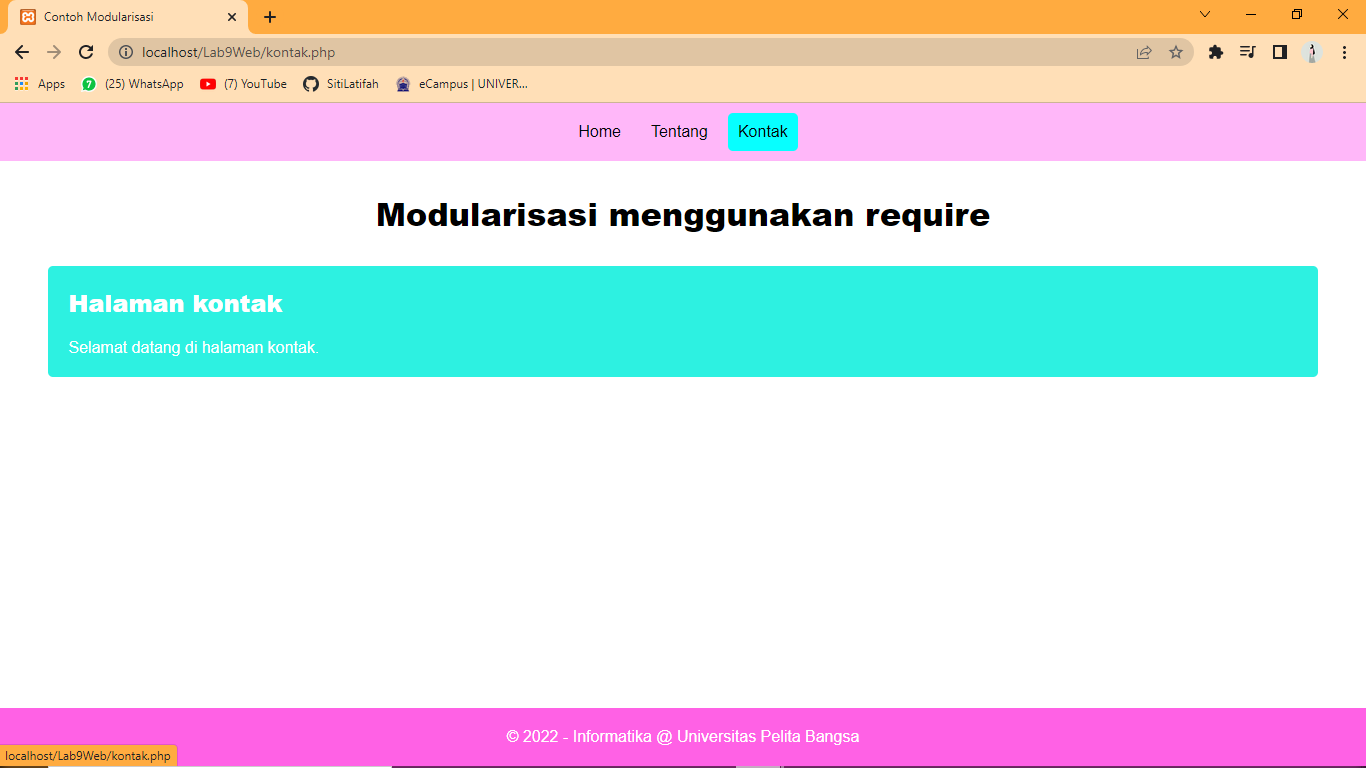 Contoh Modularisasi
localhost/Lab9Web/kontak.php
Apps (25) WhatsApp (7) YouTube SitiLatifah eCampus | UNIVER...
Home Tentang Kontak
Modularisasi menggunakan require
Halaman kontak
Selamat datang di halaman kontak.
© 2022 - Informatika @ Universitas Pelita Bangsa
localhost/Lab9Web/kontak.php